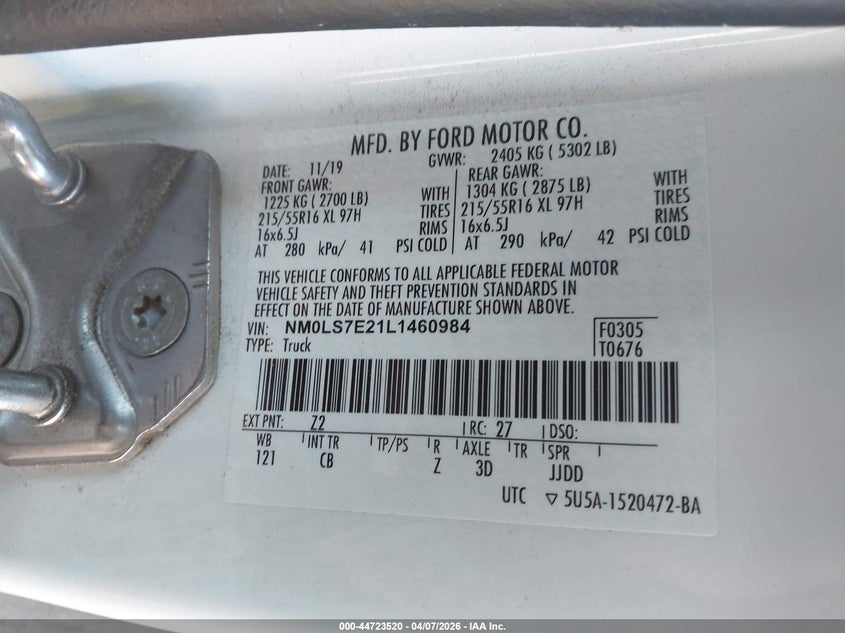 MFD. BY FORD MOTOR CO.
DATE: 11/19 GVWR: 2405 KG ( 5302 LB)
FRONT GAWR: REAR GAWR:
1225 KG ( 2700 LB) WITH 1304 KG ( 2875 LB) WITH
215/55R16 XL 97H TIRES 215/55R16 XL 97H TIRES
16x6.5J RIMS 16x6.5J RIMS
AT 280 kPa/ 41 PSI COLD AT 290 kPa/ 42 PSI COLD
THIS VEHICLE CONFORMS TO ALL APPLICABLE FEDERAL MOTOR
VEHICLE SAFETY AND THEFT PREVENTION STANDARDS IN
EFFECT ON THE DATE OF MANUFACTURE SHOWN ABOVE.
VIN: NM0LS7E21L1460984 F0305
TYPE: Truck T0676
EXT PNT: Z2 RC: 27 DSO:
WB INT TR TP/PS R AXLE TR SPR
121 CB Z 3D JJDD
UTC ▽ 5U5A-1520472-BA
000-44723520 - 04/07/2026 - IAA Inc.